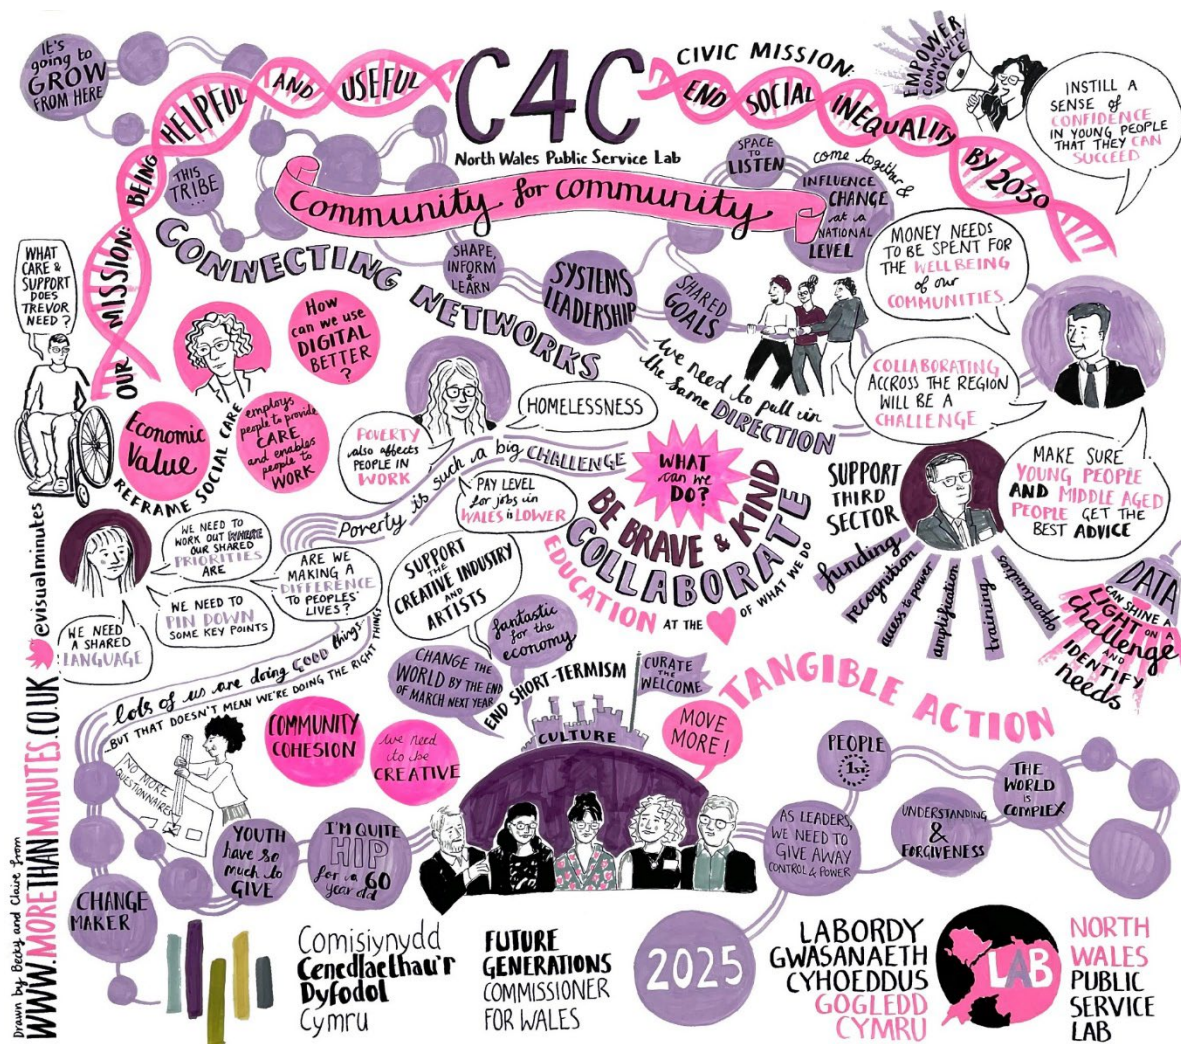 It's
going to
GROW
FROM HERE
OUR MISSION: BEING HELPFUL AND USEFUL
C4C
North Wales Public Service Lab
Community for community
CIVIC MISSION:
END SOCIAL INEQUALITY BY 2030
EMPOWER
COMMUNITY
VOICE
INSTILL A
SENSE of
CONFIDENCE
IN YOUNG PEOPLE
THAT THEY CAN
SUCCEED
THIS
TRIBE...
CONNECTING NETWORKS
SHAPE,
INFORM &
LEARN
SYSTEMS
LEADERSHIP
SHARED
GOALS
SPACE
TO
LISTEN
come together &
INFLUENCE
CHANGE
at a
NATIONAL
LEVEL
we need to pull in
the same DIRECTION
MONEY NEEDS
TO BE SPENT FOR
THE WELLBEING
of our
COMMUNITIES
COLLABORATING
ACCROSS THE REGION
WILL BE A
CHALLENGE
MAKE SURE
YOUNG PEOPLE
AND MIDDLE AGED
PEOPLE GET THE
BEST ADVICE
WHAT
CARE &
SUPPORT
DOES
TREVOR
NEED?
How
can we use
DIGITAL
BETTER
?
Economic
Value
REFRAME SOCIAL CARE
employs
people to provide
CARE
and enables
people to
WORK
HOMELESSNESS
POVERTY
also affects
PEOPLE IN
WORK
PAY LEVEL
for jobs in
WALES is LOWER
Poverty is such a big CHALLENGE
WHAT
can we
DO?
BE BRAVE & KIND
COLLABORATE
EDUCATION AT THE
OF WHAT WE DO
SUPPORT
THIRD
SECTOR
funding
recognition
access to power
amplification
training
opportunities
DATA
CAN SHINE A
LIGHT ON A
challenge
AND
IDENTIFY
needs
WE NEED TO
WORK OUT WHERE
OUR SHARED
PRIORITIES
ARE
WE NEED TO
PIN DOWN
SOME KEY POINTS
WE NEED
A SHARED
LANGUAGE
ARE WE
MAKING A
DIFFERENCE
TO PEOPLES'
LIVES?
SUPPORT
THE
CREATIVE INDUSTRY
AND
ARTISTS
fantastic
for the
economy
CHANGE THE
WORLD BY THE END
OF MARCH NEXT YEAR
END SHORT-TERMISM
CURATE
the
WELCOME
CULTURE
MOVE
MORE!
TANGIBLE ACTION
lots of us are doing GOOD things
BUT THAT DOESN'T MEAN WE'RE DOING THE RIGHT THINGS
NO MORE
QUESTIONNAIRES
COMMUNITY
COHESION
we need
to be
CREATIVE
CHANGE
MAKER
YOUTH
have so
much to
GIVE
I'M QUITE
HIP
for a 60
year old
AS LEADERS,
WE NEED TO
GIVE AWAY
CONTROL & POWER
PEOPLE
1st
UNDERSTANDING
&
FORGIVENESS
THE
WORLD
is
COMPLEX
Drawn by Becky and Claire from
WWW.MORETHANMINUTES.CO.UK @visualminutes
Comisiynydd
Cenedlaethau'r
Dyfodol
Cymru
FUTURE
GENERATIONS
COMMISSIONER
FOR WALES
2025
LABORDY
GWASANAETH
CYHOEDDUS
GOGLEDD
CYMRU
LAB
NORTH
WALES
PUBLIC
SERVICE
LAB